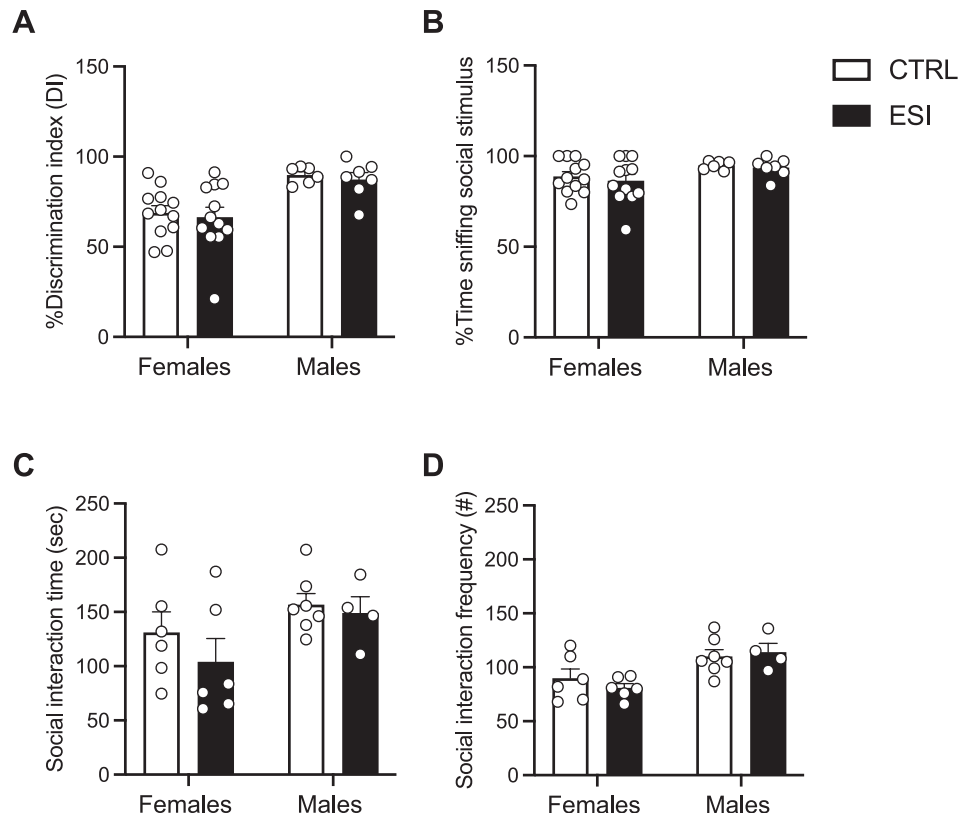 A
%Discrimination index (DI)
150
100
50
0
Females Males
B
%Time sniffing social stimulus
150
100
50
0
Females Males
CTRL
ESI
C
Social interaction time (sec)
250
200
150
100
50
0
Females Males
D
Social interaction frequency (#)
250
200
150
100
50
0
Females Males